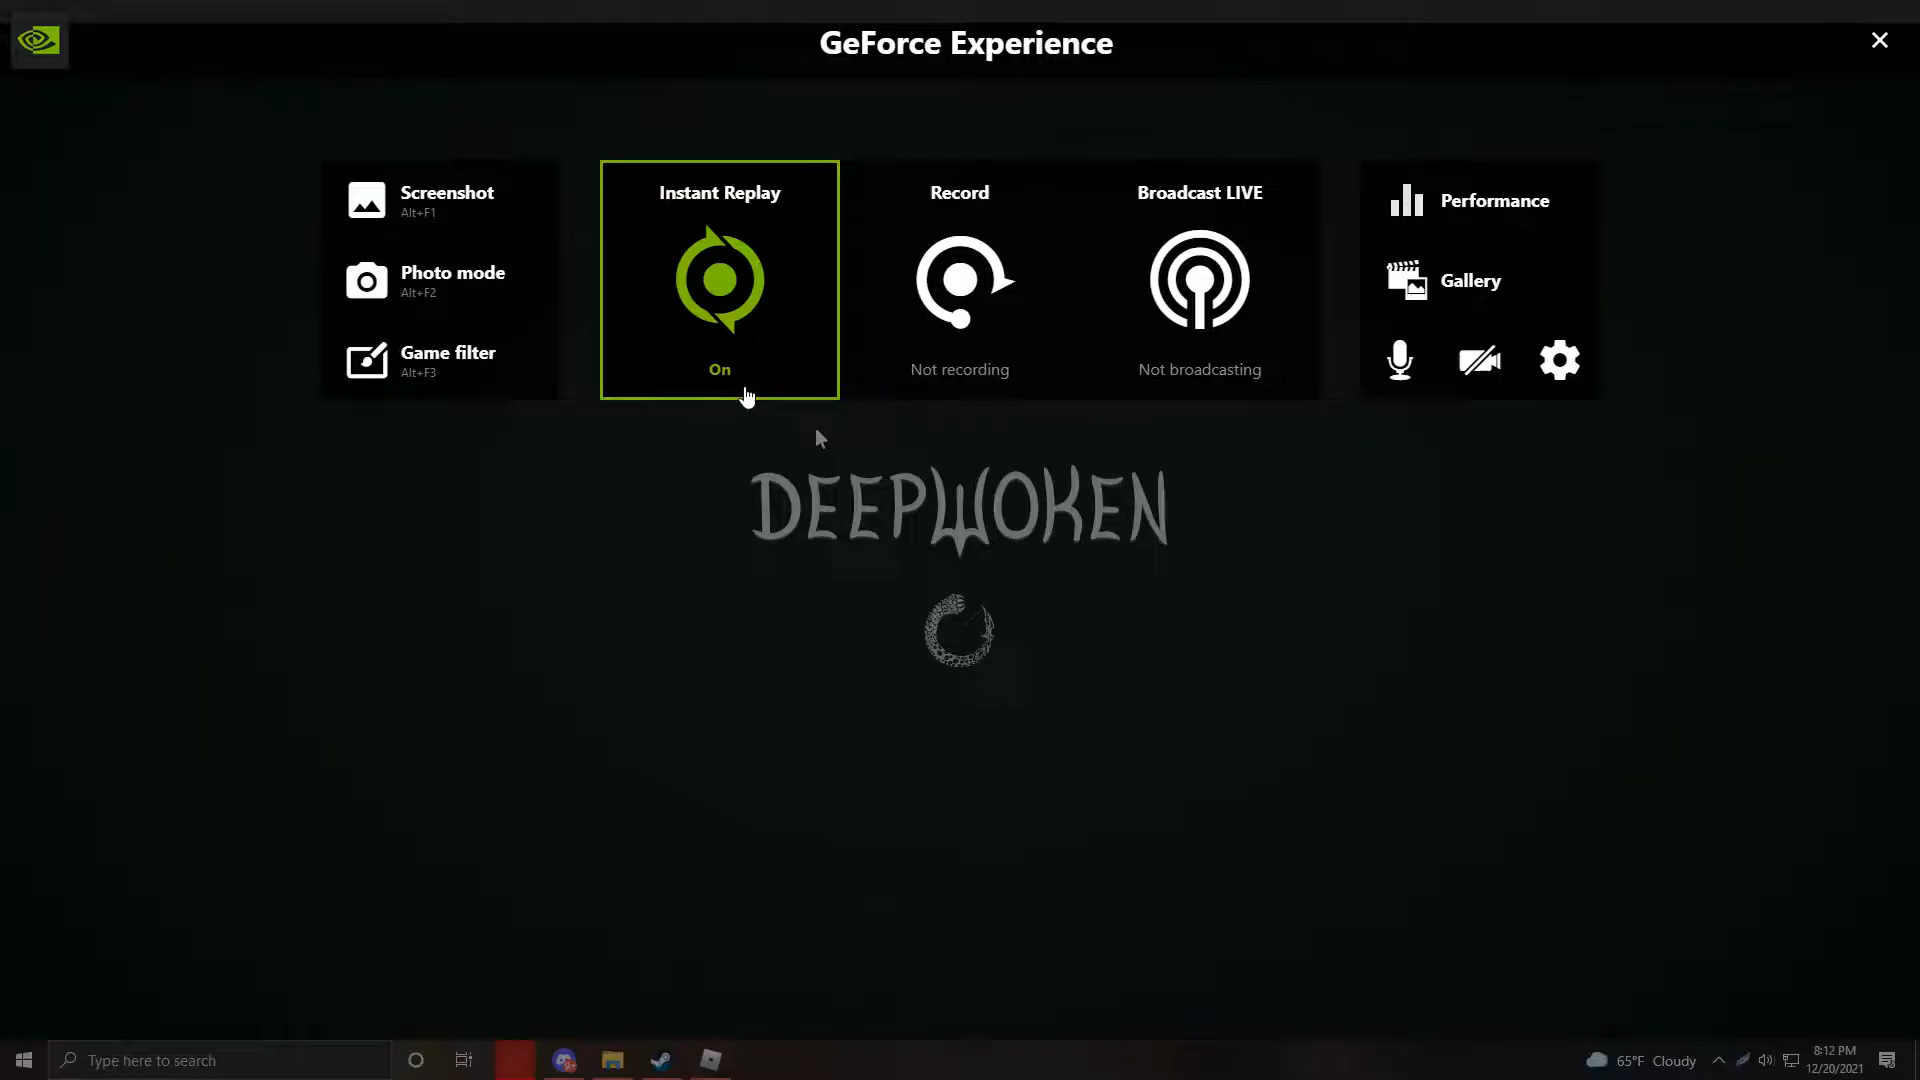 GeForce Experience
Screenshot
Alt+F1
Photo mode
Alt+F2
Game filter
Alt+F3
Instant Replay
On
Record
Not recording
Broadcast LIVE
Not broadcasting
Performance
Gallery
DEEPWOKEN
Type here to search
65°F Cloudy
8:12 PM
12/20/2021